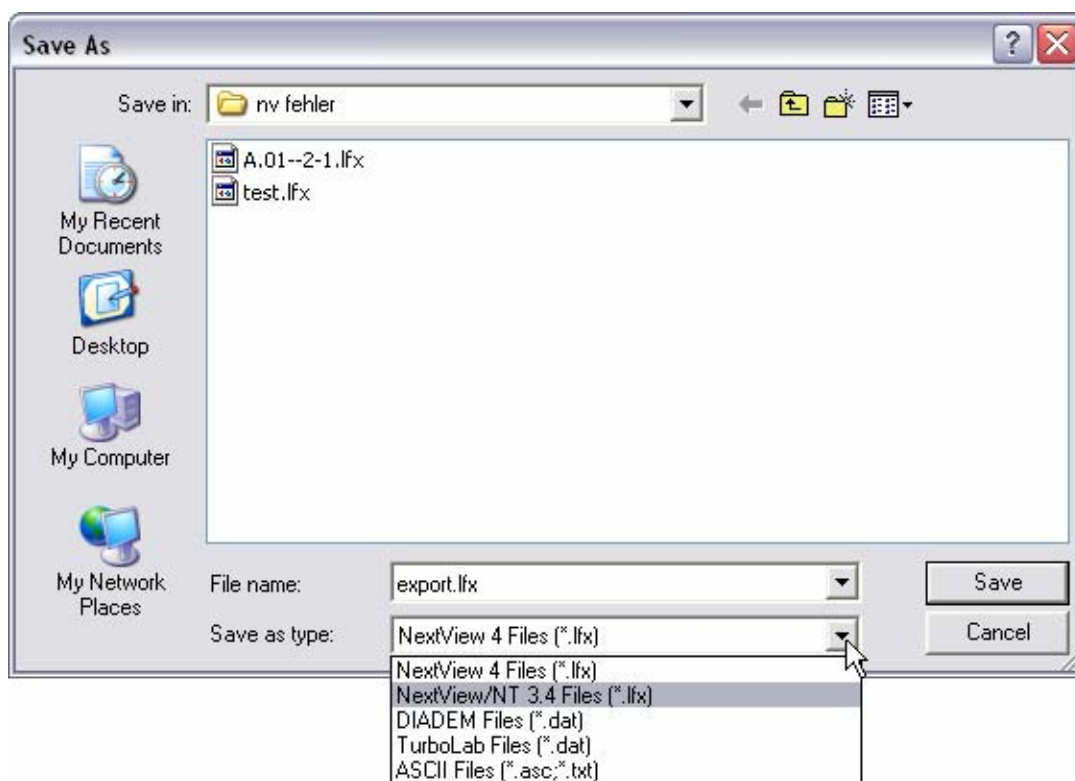 Save As
Save in:
nv fehler
A.01--2-1.lfx
test.lfx
My Recent
Documents
Desktop
My Computer
My Network
Places
File name:
export.lfx
Save
Save as type:
NextView 4 Files (*.lfx)
Cancel
NextView 4 Files (*.lfx)
NextView/NT 3.4 Files (*.lfx)
DIADEM Files (*.dat)
TurboLab Files (*.dat)
ASCII Files (*.asc;*.txt)